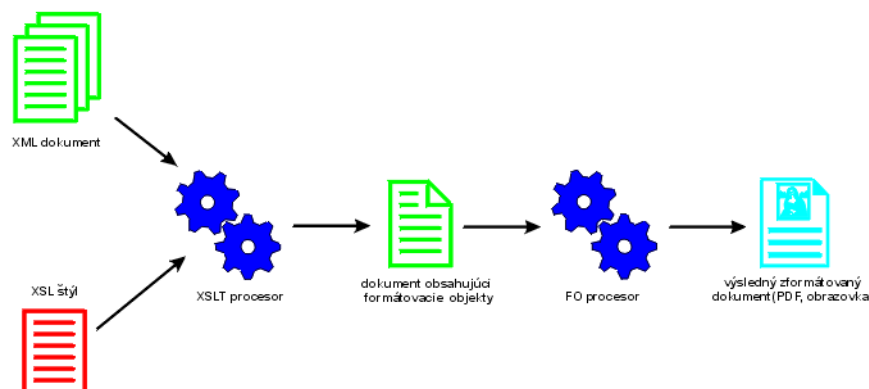 XML dokument
XSL štýl
XSLT procesor
dokument obsahujúci
formátovacie objekty
FO procesor
výsledný zformátovaný
dokument(PDF, obrazovka